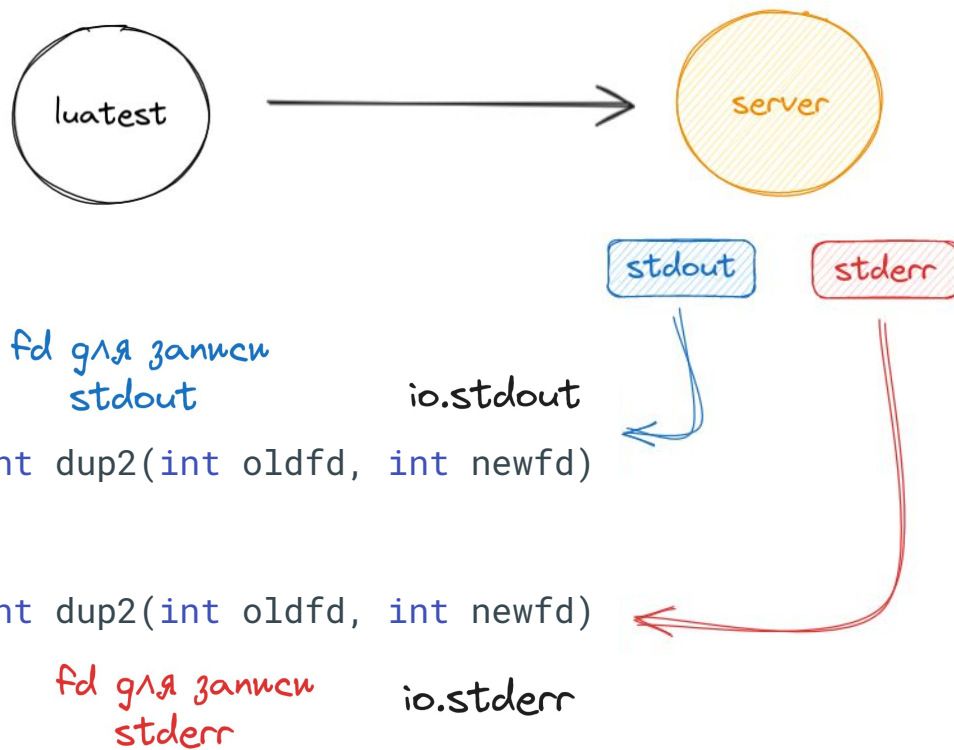 luatest
server
stdout
stderr
fd для записи
stdout
io.stdout
nt dup2(int oldfd, int newfd)
nt dup2(int oldfd, int newfd)
fd для записи
stderr
io.stderr